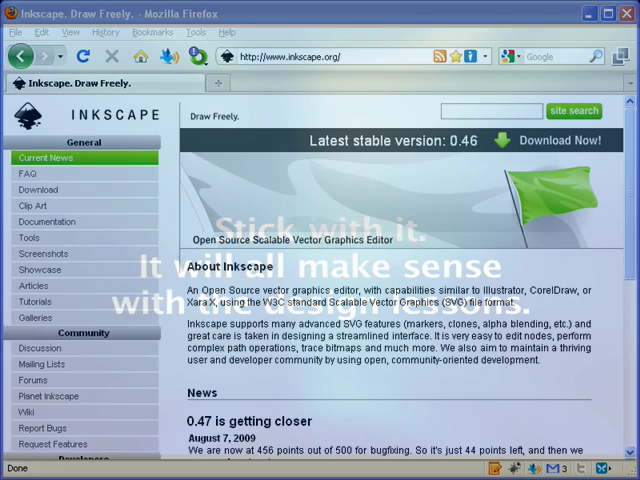 Inkscape. Draw Freely. - Mozilla Firefox
File Edit View History Bookmarks Tools Help
http://www.inkscape.org/
Google
Inkscape. Draw Freely.
INKSCAPE
Draw Freely.
site search
Latest stable version: 0.46 Download Now!
General
Current News
FAQ
Download
Clip Art
Documentation
Tools
Screenshots
Showcase
Articles
Tutorials
Galleries
Community
Discussion
Mailing Lists
Forums
Planet Inkscape
Wiki
Report Bugs
Request Features
Developers
Open Source Scalable Vector Graphics Editor
Stick with it.
It will all make sense
with the design lessons.
About Inkscape
An Open Source vector graphics editor, with capabilities similar to Illustrator, CorelDraw, or
Xara X, using the W3C standard Scalable Vector Graphics (SVG) file format.
Inkscape supports many advanced SVG features (markers, clones, alpha blending, etc.) and
great care is taken in designing a streamlined interface. It is very easy to edit nodes, perform
complex path operations, trace bitmaps and much more. We also aim to maintain a thriving
user and developer community by using open, community-oriented development.
News
0.47 is getting closer
August 7, 2009
We are now at 456 points out of 500 for bugfixing. So it's just 44 points left, and then we
Done
3